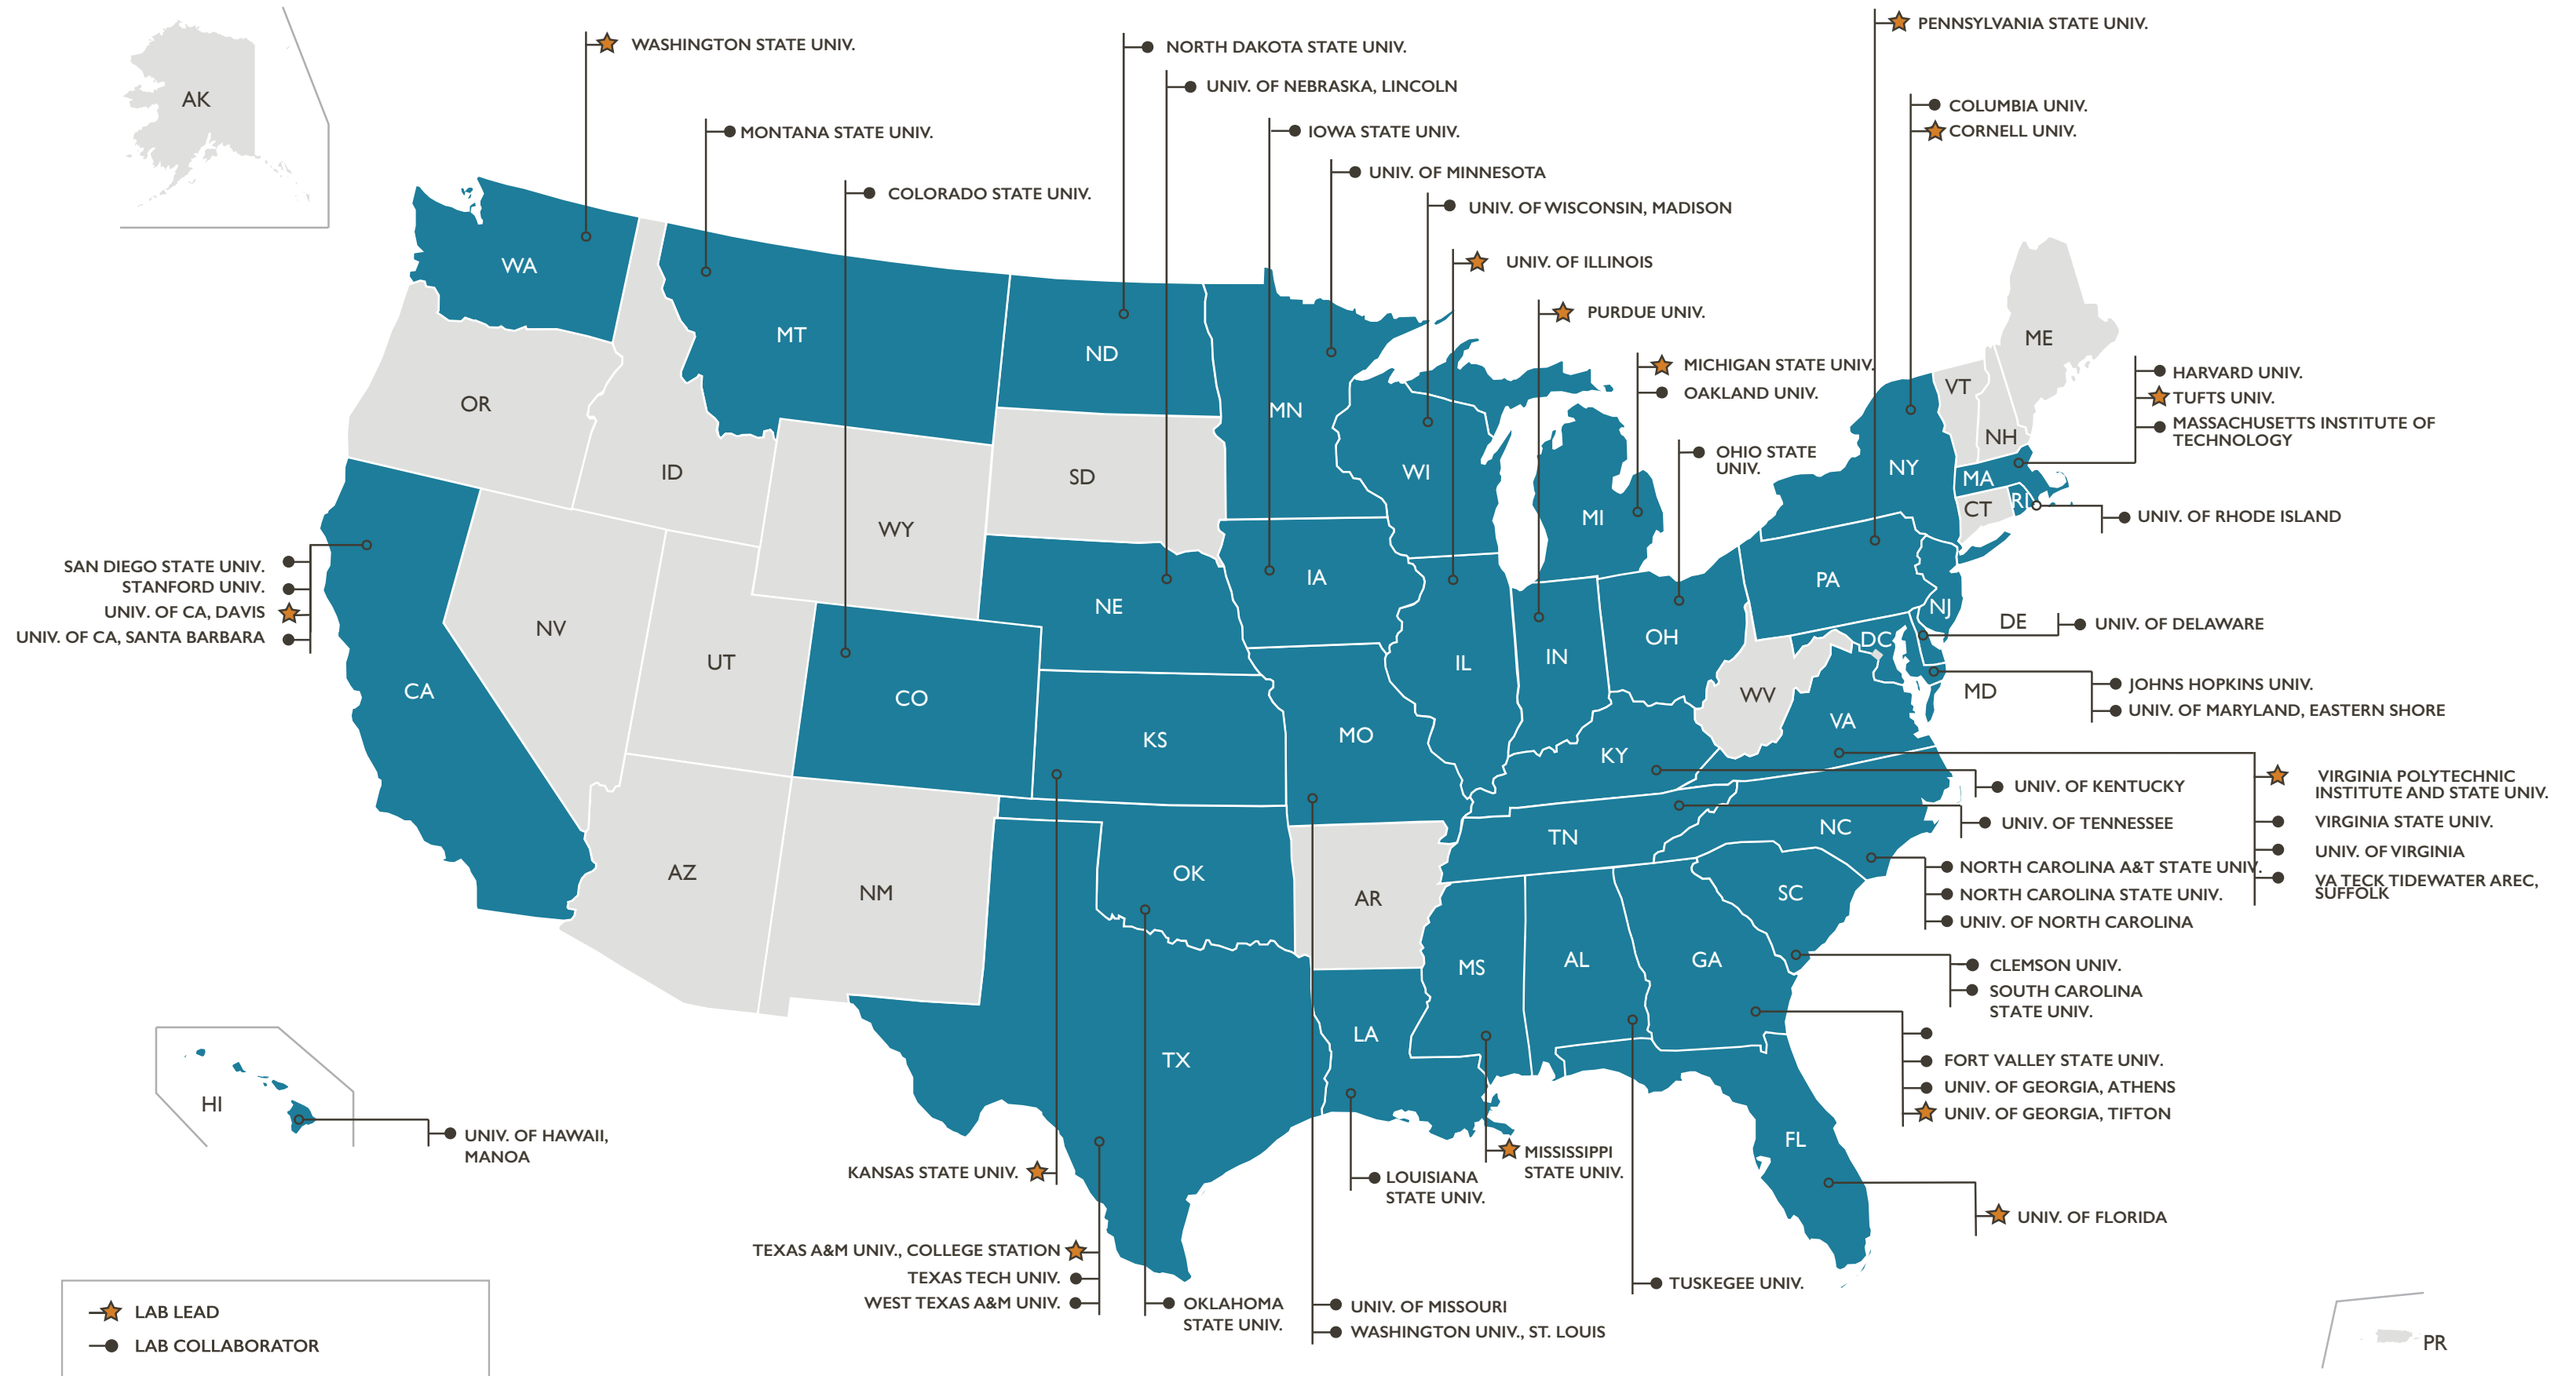 PENNSYLVANIA STATE UNIV.
WASHINGTON STATE UNIV.
NORTH DAKOTA STATE UNIV.
UNIV. OF NEBRASKA, LINCOLN
AK
COLUMBIA UNIV.
CORNELL UNIV.
MONTANA STATE UNIV.
IOWA STATE UNIV.
UNIV. OF MINNESOTA
COLORADO STATE UNIV.
UNIV. OF WISCONSIN, MADISON
UNIV. OF ILLINOIS
PURDUE UNIV.
MICHIGAN STATE UNIV.
OAKLAND UNIV.
OHIO STATE
UNIV.
HARVARD UNIV.
TUFTS UNIV.
MASSACHUSETTS INSTITUTE OF
TECHNOLOGY
UNIV. OF RHODE ISLAND
WA
MT
ND
MN
OR
ID
SD
WI
MI
WY
NY
VT
NH
ME
MA
CT
RI
SAN DIEGO STATE UNIV.
STANFORD UNIV.
UNIV. OF CA, DAVIS
UNIV. OF CA, SANTA BARBARA
CA
NV
UT
CO
NE
IA
IL
IN
OH
PA
NJ
DE
UNIV. OF DELAWARE
DC
MD
JOHNS HOPKINS UNIV.
UNIV. OF MARYLAND, EASTERN SHORE
WV
VA
KS
MO
KY
UNIV. OF KENTUCKY
VIRGINIA POLYTECHNIC
INSTITUTE AND STATE UNIV.
VIRGINIA STATE UNIV.
UNIV. OF VIRGINIA
VA TECK TIDEWATER AREC,
SUFFOLK
UNIV. OF TENNESSEE
TN
NC
NORTH CAROLINA A&T STATE UNIV.
NORTH CAROLINA STATE UNIV.
UNIV. OF NORTH CAROLINA
AZ
NM
OK
AR
SC
CLEMSON UNIV.
SOUTH CAROLINA
STATE UNIV.
MS
AL
GA
FORT VALLEY STATE UNIV.
UNIV. OF GEORGIA, ATHENS
UNIV. OF GEORGIA, TIFTON
TX
LA
FL
HI
UNIV. OF HAWAII,
MANOA
KANSAS STATE UNIV.
MISSISSIPPI
STATE UNIV.
LOUISIANA
STATE UNIV.
UNIV. OF FLORIDA
TEXAS A&M UNIV., COLLEGE STATION
TEXAS TECH UNIV.
WEST TEXAS A&M UNIV.
OKLAHOMA
STATE UNIV.
UNIV. OF MISSOURI
WASHINGTON UNIV., ST. LOUIS
TUSKEGEE UNIV.
LAB LEAD
LAB COLLABORATOR
PR